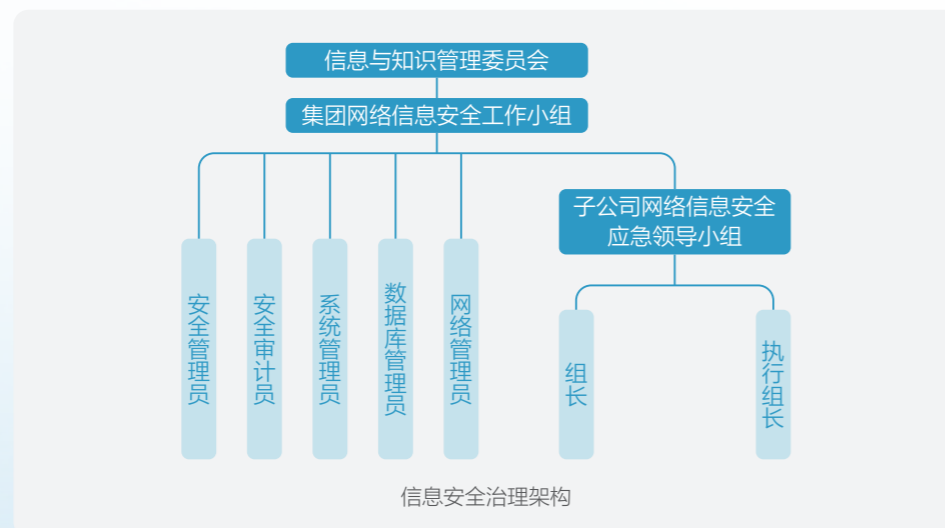 信息与知识管理委员会
集团网络信息安全工作小组
子公司网络信息安全
应急领导小组
安全管理员
安全审计员
系统管理员
数据库管理员
网络管理员
组长
执行组长
信息安全治理架构